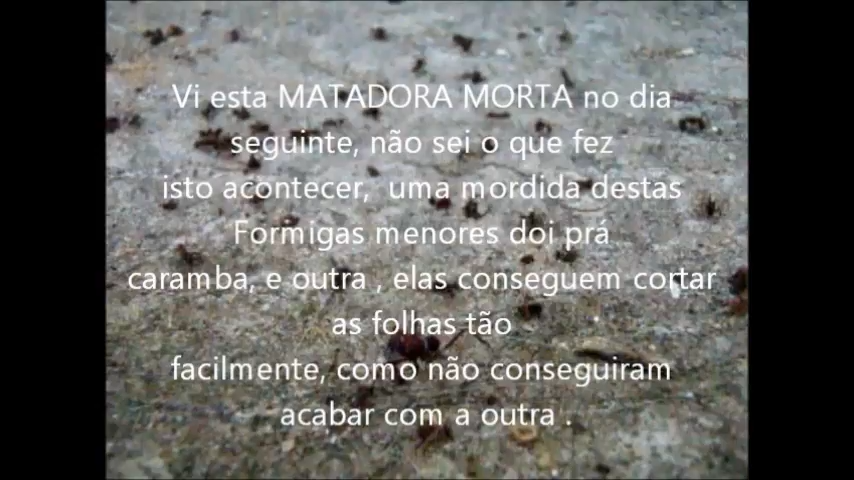 Vi esta MATADORA MORTA no dia
seguinte, não sei o que fez
isto acontecer, uma mordida destas
Formigas menores doi prá
caramba, e outra , elas conseguem cortar
as folhas tão
facilmente, como não conseguiram
acabar com a outra .